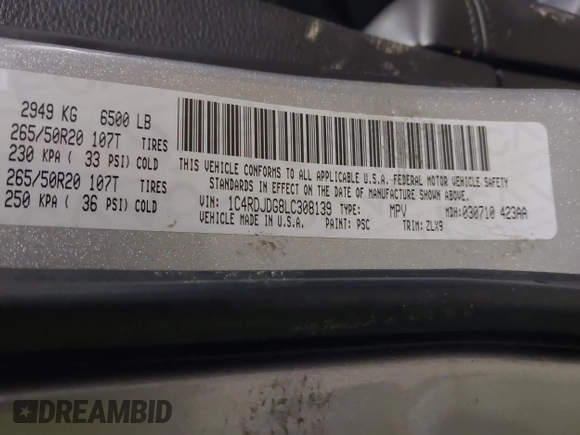 2949 KG 6500 LB
265/50R20 107T TIRES
230 KPA ( 33 PSI) COLD
265/50R20 107T TIRES
250 KPA ( 36 PSI) COLD
THIS VEHICLE CONFORMS TO ALL APPLICABLE U.S.A. FEDERAL MOTOR VEHICLE SAFETY
STANDARDS IN EFFECT ON THE DATE OF MANUFACTURE SHOWN ABOVE.
VIN: 1C4RDJDG8LC308139 TYPE: MPV MDH: 030710 423AA
VEHICLE MADE IN U.S.A. PAINT: PSC TRIM: ZLX9
DREAMBID